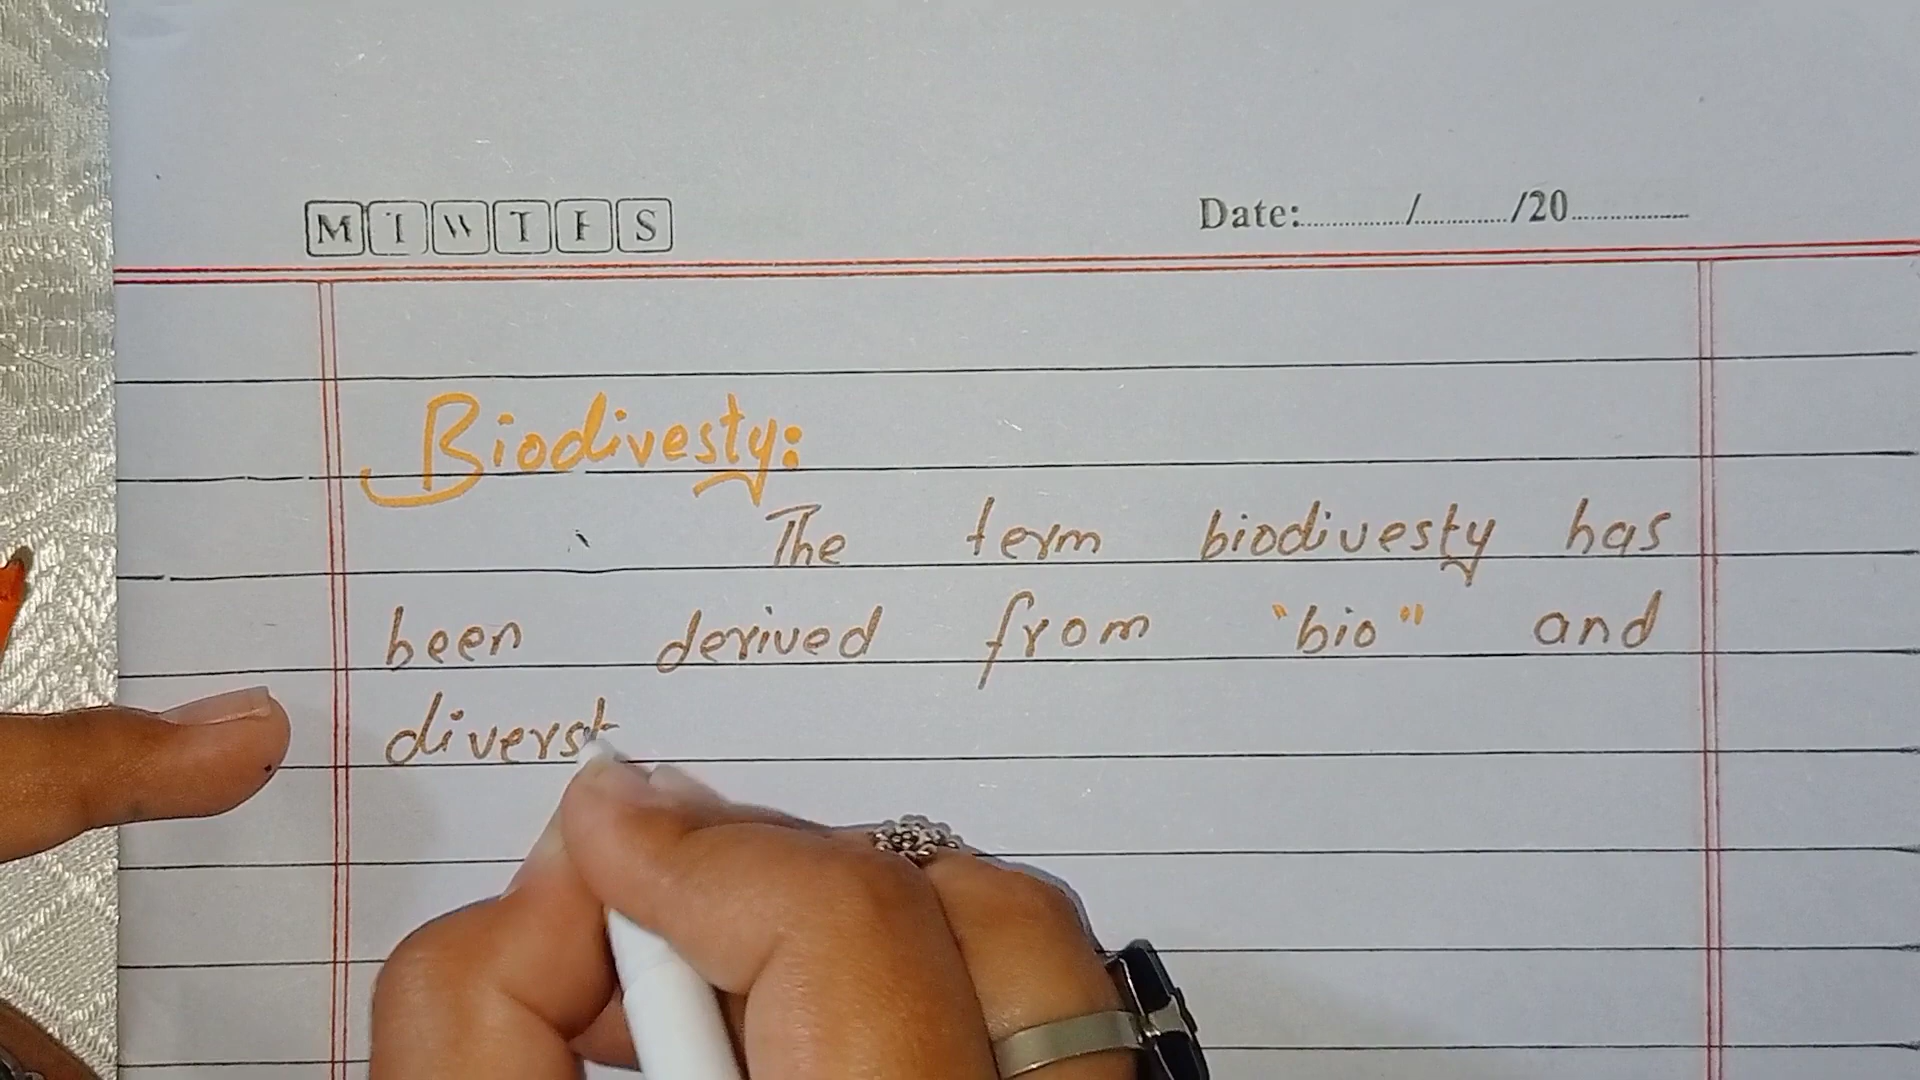 M T W T F S Date:............/............/20................
Biodivesty:
The term biodivesty has
been derived from "bio" and
diverst